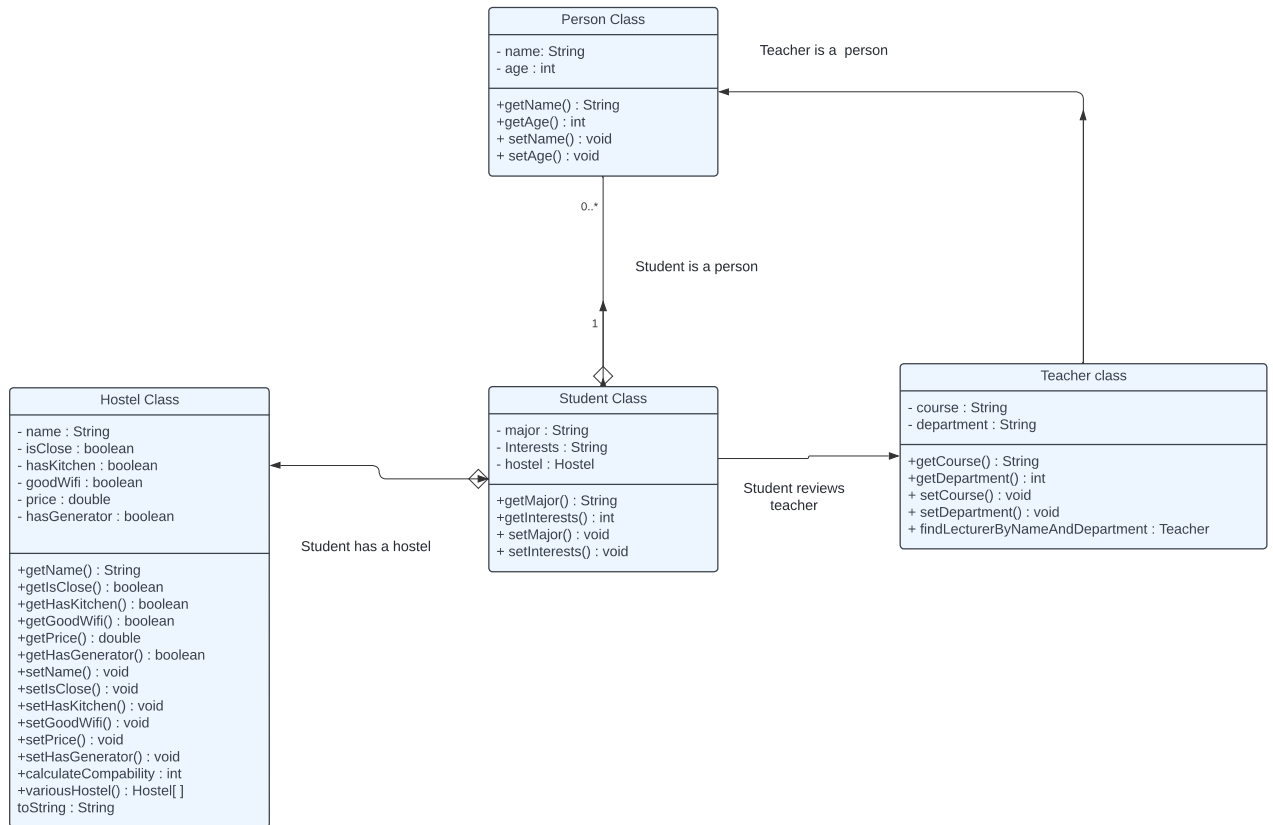 Person Class
- name: String
- age : int
+getName() : String
+getAge() : int
+ setName() : void
+ setAge() : void
Teacher is a  person
0..*
Student is a person
1
Hostel Class
- name : String
- isClose : boolean
- hasKitchen : boolean
- goodWifi : boolean
- price : double
- hasGenerator : boolean
+getName() : String
+getIsClose() : boolean
+getHasKitchen() : boolean
+getGoodWifi() : boolean
+getPrice() : double
+getHasGenerator() : boolean
+setName() : void
+setIsClose() : void
+setHasKitchen() : void
+setGoodWifi() : void
+setPrice() : void
+setHasGenerator() : void
+calculateCompability : int
+variousHostel() : Hostel[ ]
toString : String
Student has a hostel
Student Class
- major : String
- Interests : String
- hostel : Hostel
+getMajor() : String
+getInterests() : int
+ setMajor() : void
+ setInterests() : void
Student reviews
teacher
Teacher class
- course : String
- department : String
+getCourse() : String
+getDepartment() : int
+ setCourse() : void
+ setDepartment() : void
+ findLecturerByNameAndDepartment : Teacher